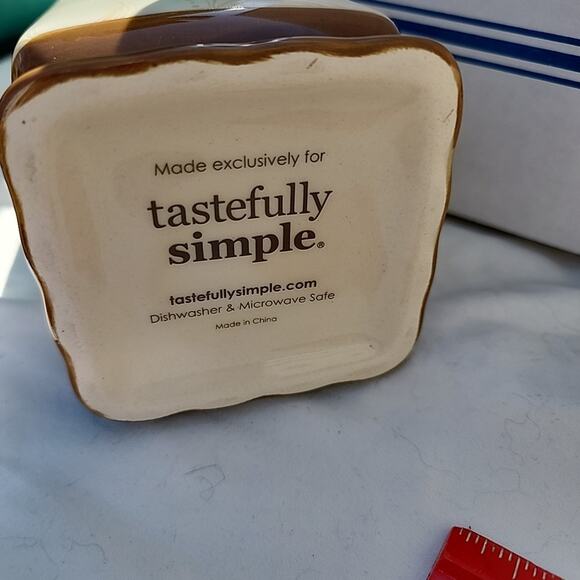 Made exclusively for
tastefully
simple®
tastefullysimple.com
Dishwasher & Microwave Safe
Made in China